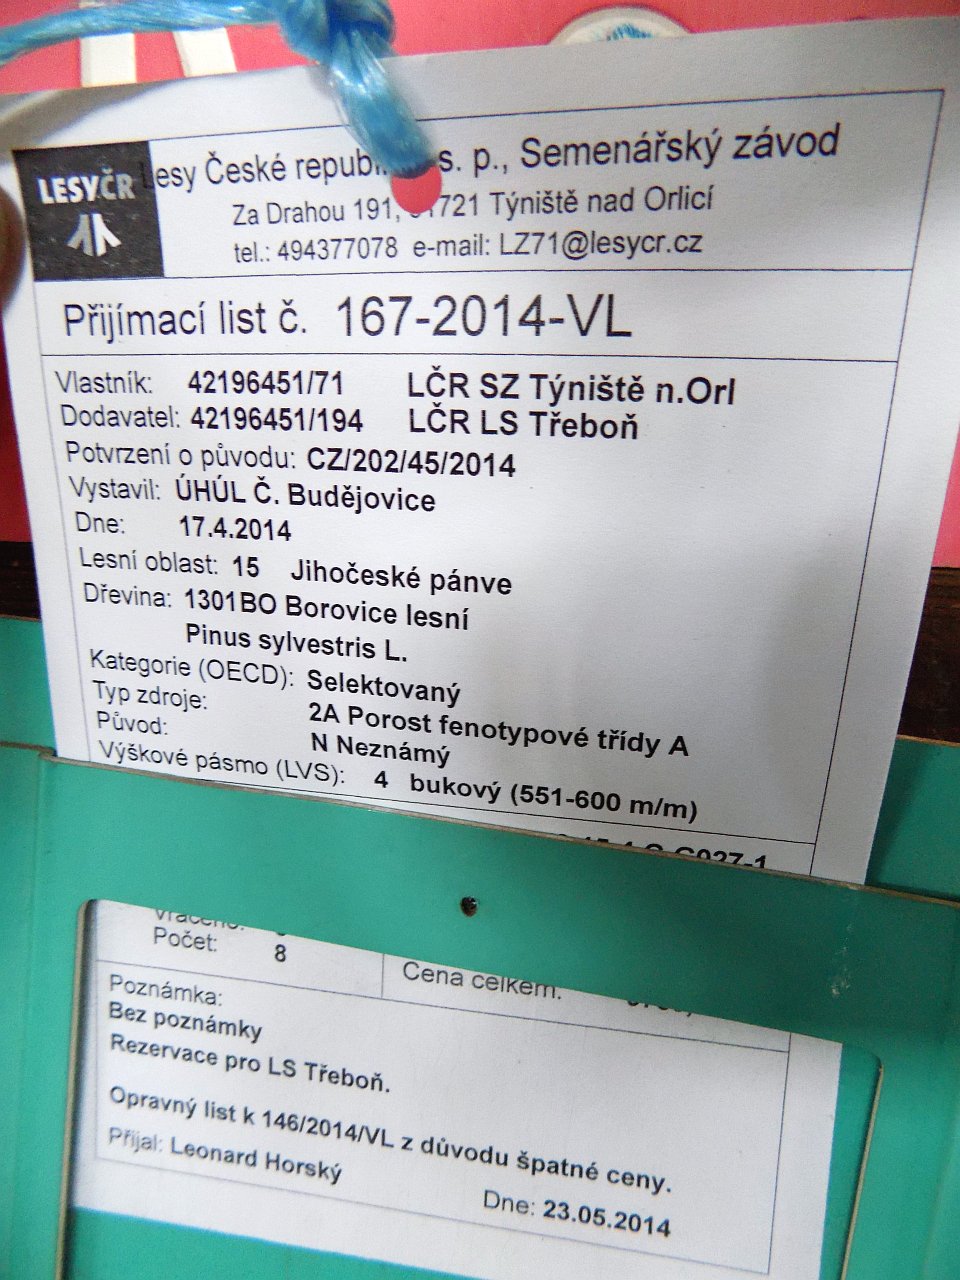 LESY ČR
Lesy České republ s. p., Semenářský závod
Za Drahou 191, 721 Týniště nad Orlicí
tel.: 494377078 e-mail: LZ71@lesycr.cz
Přijímací list č. 167-2014-VL
Vlastník: 42196451/71 LČR SZ Týniště n.Orl
Dodavatel: 42196451/194 LČR LS Třeboň
Potvrzení o původu: CZ/202/45/2014
Vystavil: ÚHÚL Č. Budějovice
Dne: 17.4.2014
Lesní oblast: 15 Jihočeské pánve
Dřevina: 1301BO Borovice lesní
Pinus sylvestris L.
Kategorie (OECD): Selektovaný
Typ zdroje: 2A Porost fenotypové třídy A
Původ: N Neznámý
Výškové pásmo (LVS): 4 bukový (551-600 m/m)
Vráceno:
Počet: 8
Cena celkem:
Poznámka:
Bez poznámky
Rezervace pro LS Třeboň.
Opravný list k 146/2014/VL z důvodu špatné ceny.
Přijal: Leonard Horský
Dne: 23.05.2014